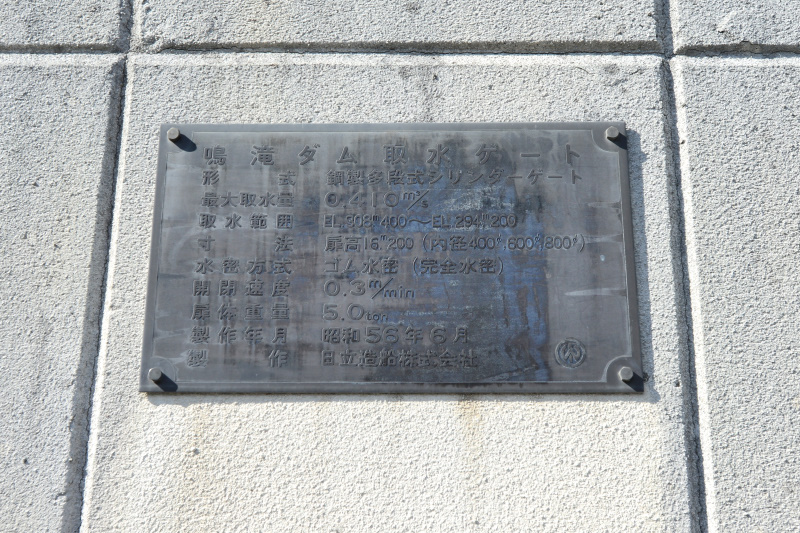 鳴滝ダム取水ゲート
形式 鋼製多段式シリンダーゲート
最大取水量 0.410m³/s
取水範囲 EL.308m400〜EL.294m200
寸法 扉高16m200(内径400φ,600φ,800φ)
水密方式 ゴム水密(完全水密)
開閉速度 0.3m/min
扉体重量 5.0ton
製作年月 昭和56年6月
製作 日立造船株式会社